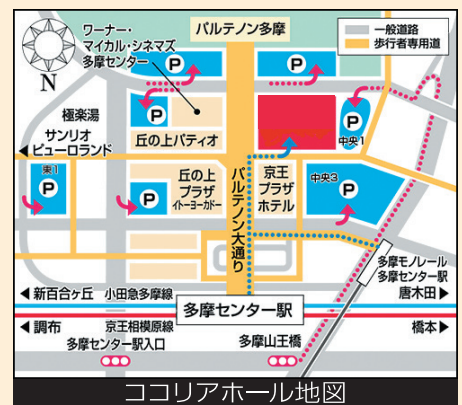 ワーナー・
マイカル・シネマズ
多摩センター
パルテノン多摩
一般道路
歩行者専用道
N
P
P
P
極楽湯
サンリオ
ピューロランド
丘の上パティオ
P
中央1
東1
P
丘の上
プラザ
イトーヨーカドー
P
パルテノン大通り
京王
プラザ
ホテル
中央3
P
多摩モノレール
多摩センター駅
新百合ヶ丘
小田急多摩線
多摩センター駅
唐木田
調布
京王相模原線
橋本
多摩センター駅入口
多摩山王橋
ココリアホール地図